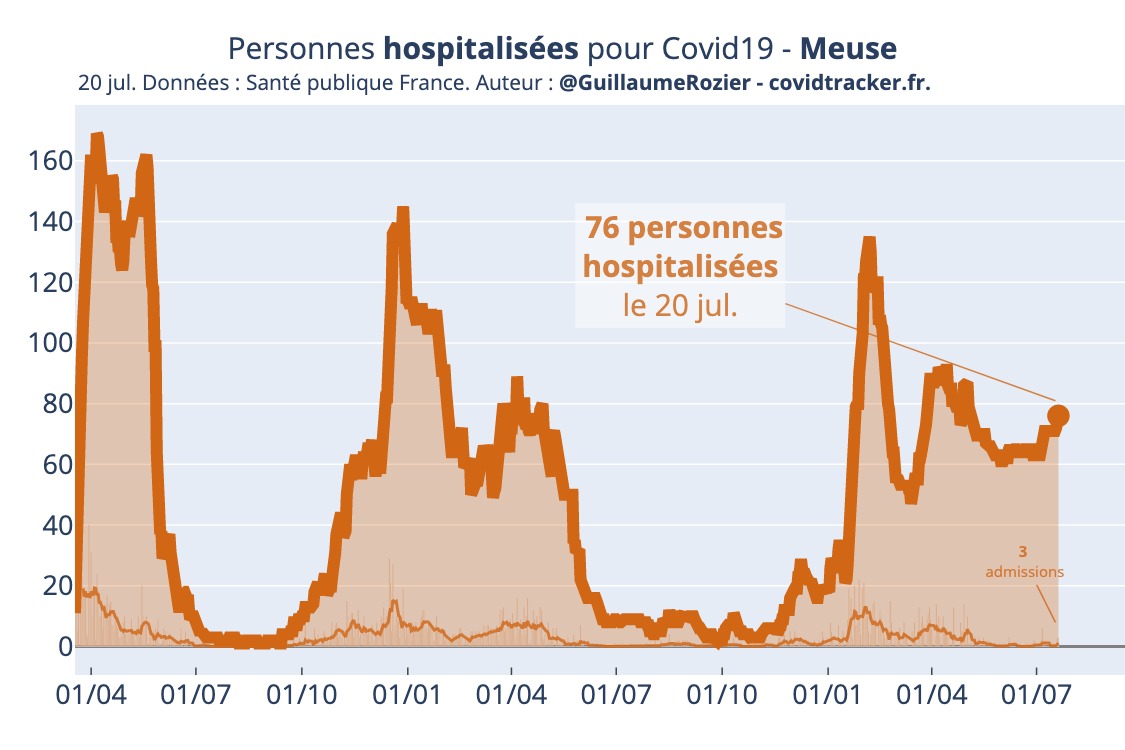 Personnes hospitalisées pour Covid19 - Meuse
20 jul. Données : Santé publique France. Auteur : @GuillaumeRozier - covidtracker.fr.
160
140
120
100
80
60
40
20
0
76 personnes
hospitalisées
le 20 jul.
3
admissions
01/04 01/07 01/10 01/01 01/04 01/07 01/10 01/01 01/04 01/07